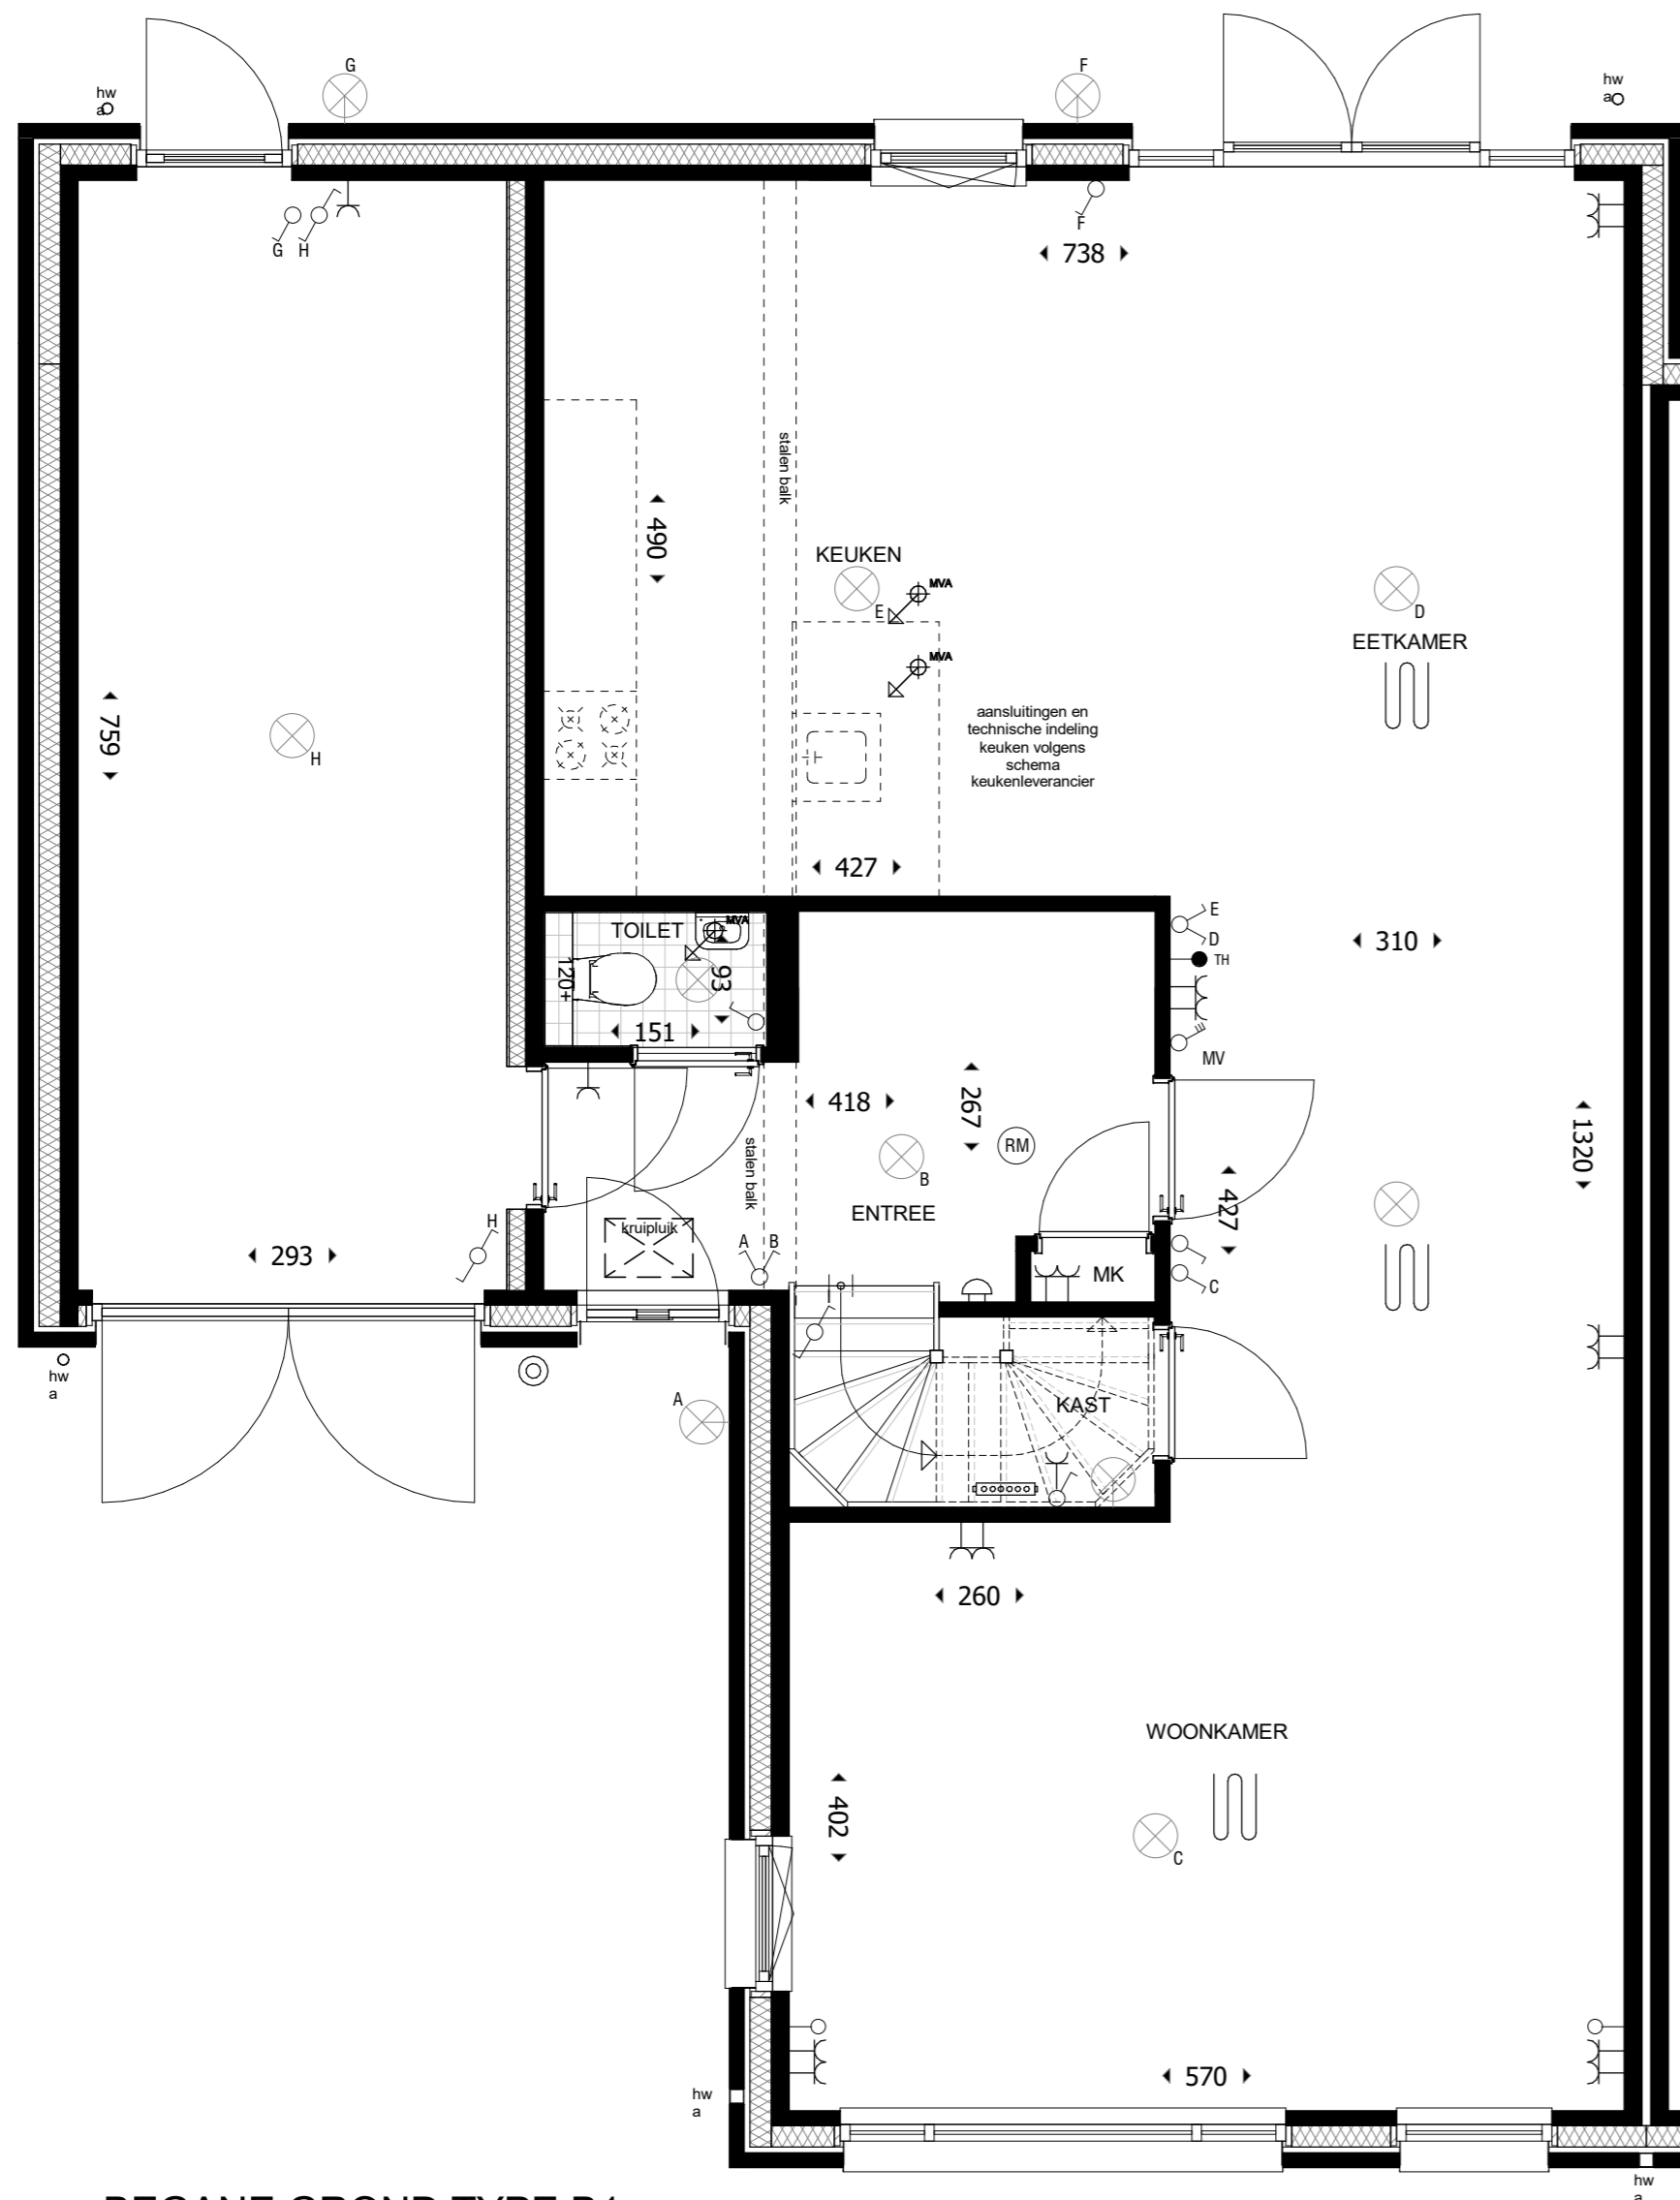 G
F
hw
a
hw
a
G
H
F
738
stalen balk
490
KEUKEN
E
MVA
D
EETKAMER
MVA
759
H
aansluitingen en
technische indeling
keuken volgens
schema
keukenleverancier
427
TOILET
MVA
120+
93
151
E
D
TH
310
MV
418
267
RM
B
ENTREE
stalen balk
1320
427
H
kruipluik
A
B
293
MK
C
hw
a
A
KAST
260
WOONKAMER
402
C
570
hw
a
hw
a